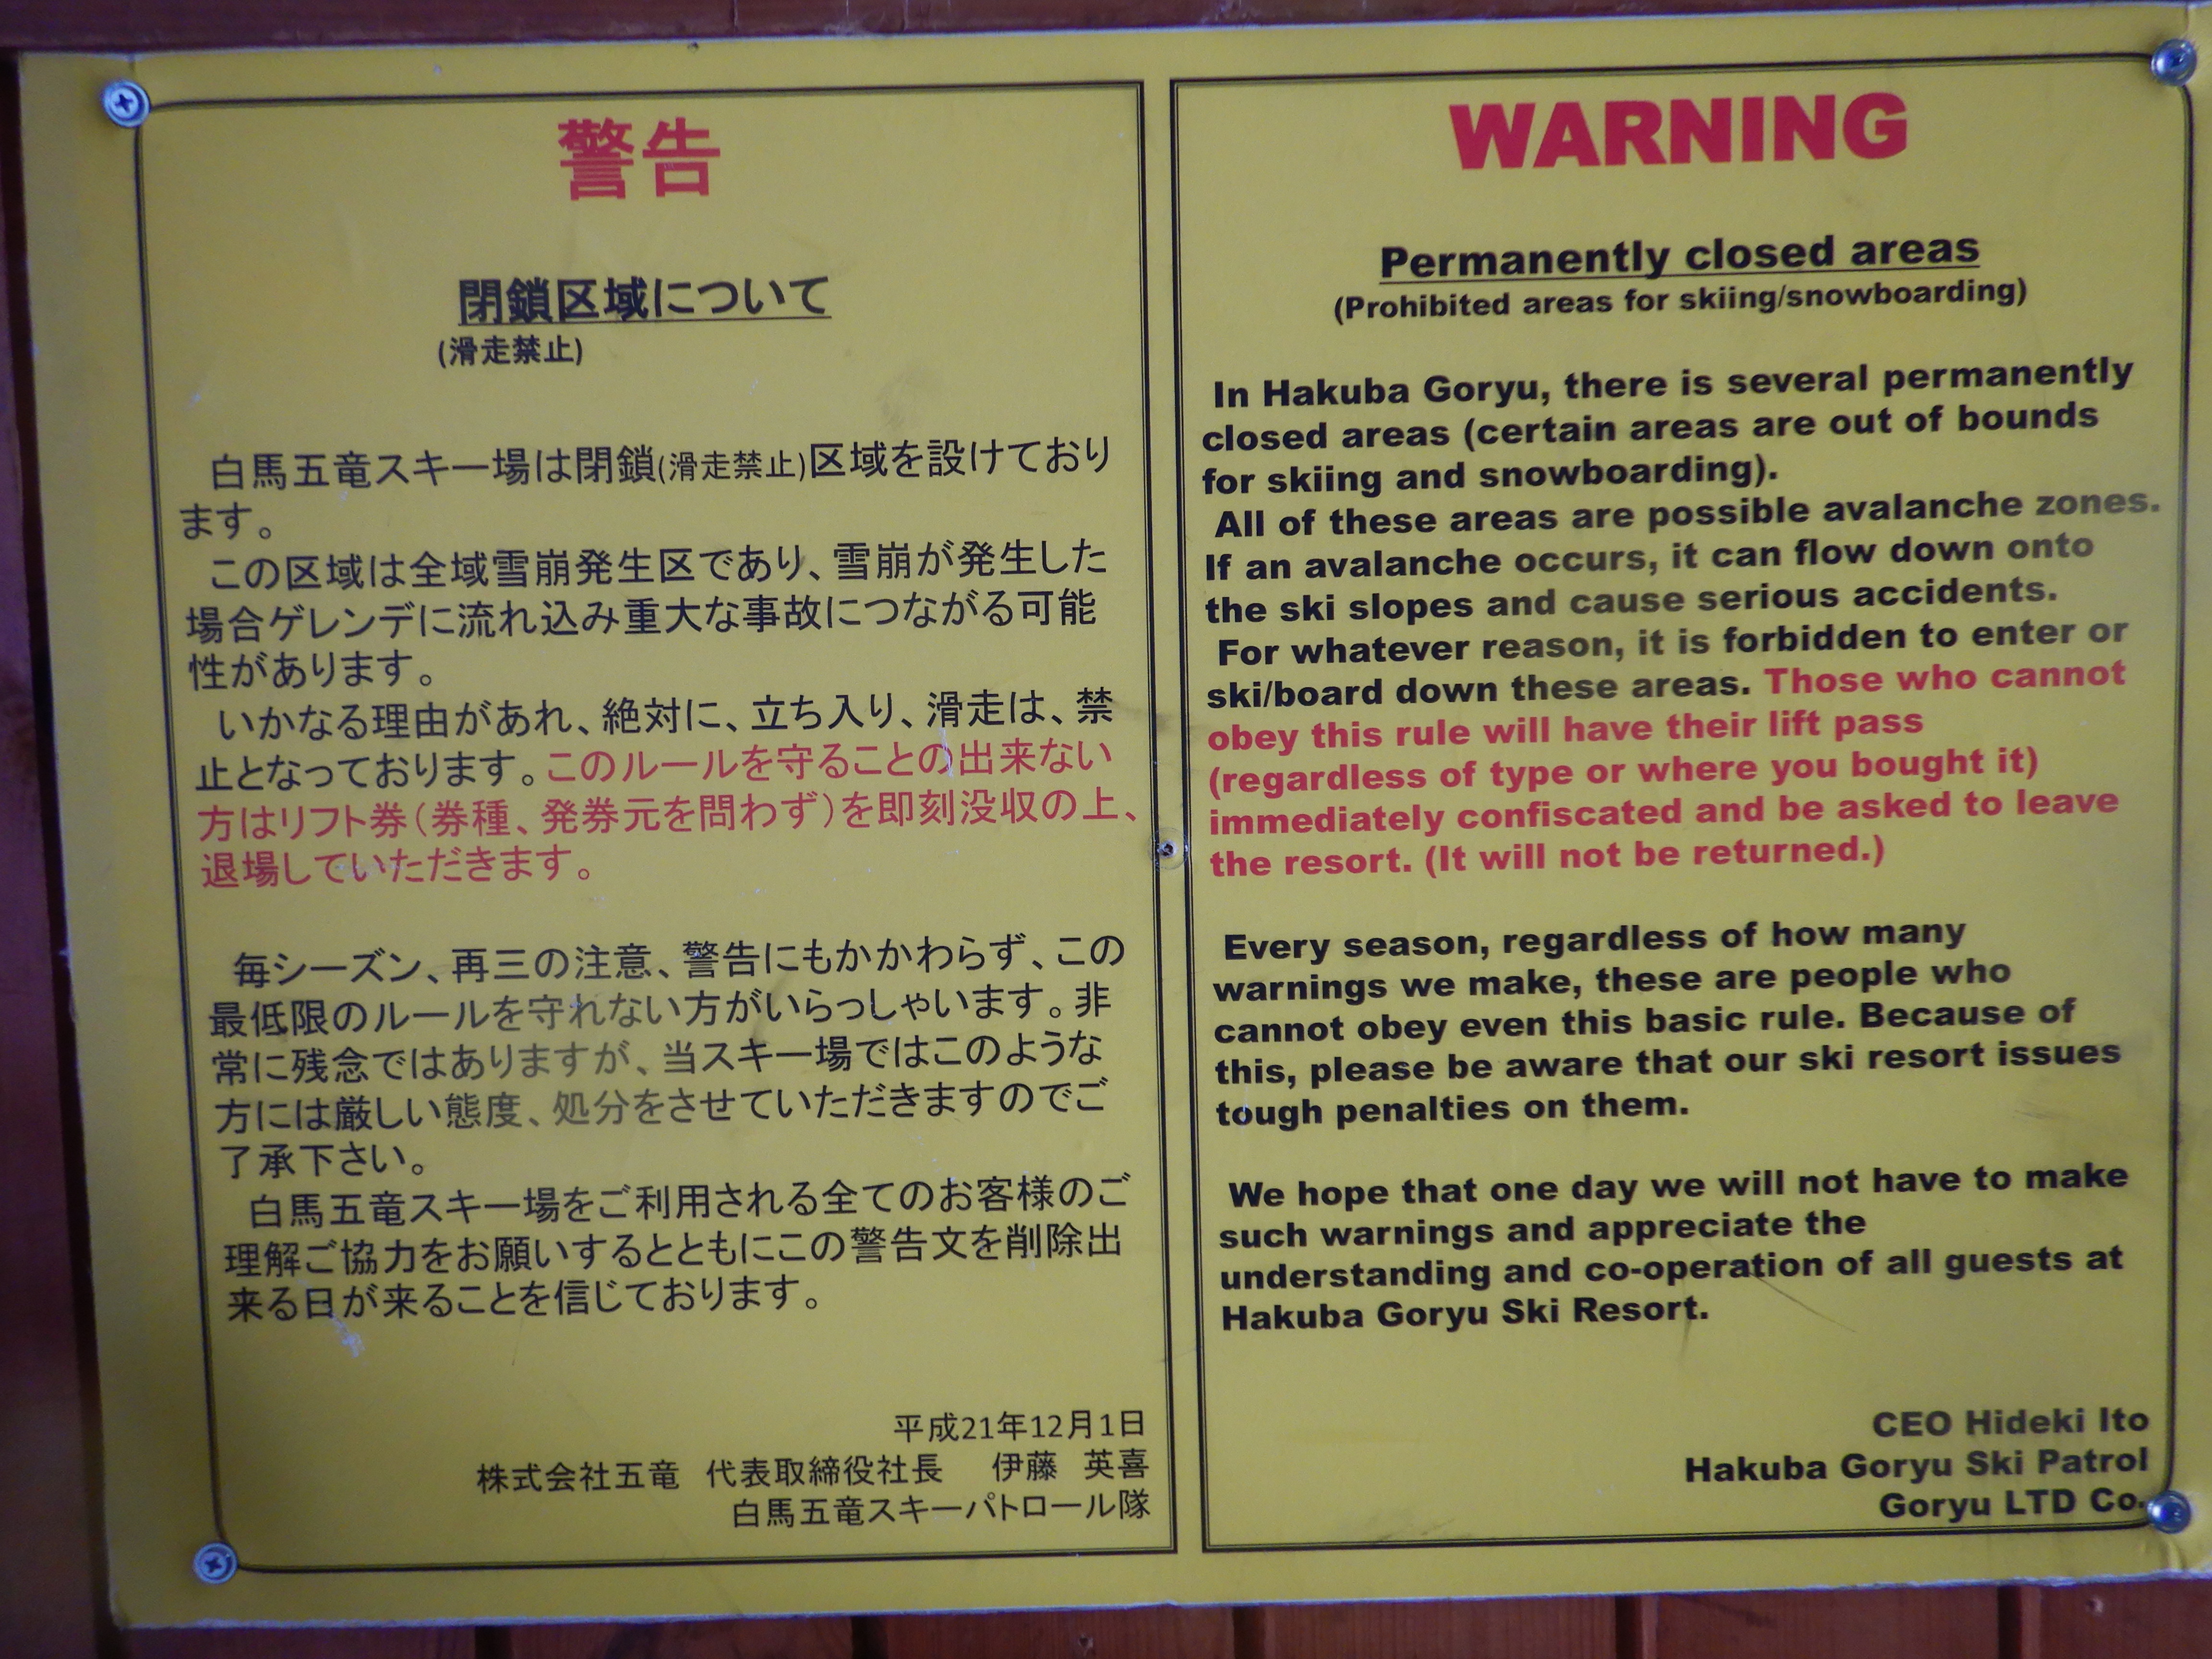 警告
閉鎖区域について
(滑走禁止)
白馬五竜スキー場は閉鎖(滑走禁止)区域を設けており
ます。
この区域は全域雪崩発生区であり、雪崩が発生した
場合ゲレンデに流れ込み重大な事故につながる可能
性があります。
いかなる理由があれ、絶対に、立ち入り、滑走は、禁
止となっております。このルールを守ることの出来ない
方はリフト券(券種、発券元を問わず)を即刻没収の上、
退場していただきます。
毎シーズン、再三の注意、警告にもかかわらず、この
最低限のルールを守れない方がいらっしゃいます。非
常に残念ではありますが、当スキー場ではこのような
方には厳しい態度、処分をさせていただきますのでご
了承下さい。
白馬五竜スキー場をご利用される全てのお客様のご
理解ご協力をお願いするとともにこの警告文を削除出
来る日が来ることを信じております。
平成21年12月1日
株式会社五竜 代表取締役社長 伊藤 英喜
白馬五竜スキーパトロール隊
WARNING
Permanently closed areas
(Prohibited areas for skiing/snowboarding)
In Hakuba Goryu, there is several permanently
closed areas (certain areas are out of bounds
for skiing and snowboarding).
All of these areas are possible avalanche zones.
If an avalanche occurs, it can flow down onto
the ski slopes and cause serious accidents.
For whatever reason, it is forbidden to enter or
ski/board down these areas. Those who cannot
obey this rule will have their lift pass
(regardless of type or where you bought it)
immediately confiscated and be asked to leave
the resort. (It will not be returned.)
Every season, regardless of how many
warnings we make, these are people who
cannot obey even this basic rule. Because of
this, please be aware that our ski resort issues
tough penalties on them.
We hope that one day we will not have to make
such warnings and appreciate the
understanding and co-operation of all guests at
Hakuba Goryu Ski Resort.
CEO Hideki Ito
Hakuba Goryu Ski Patrol
Goryu LTD Co.